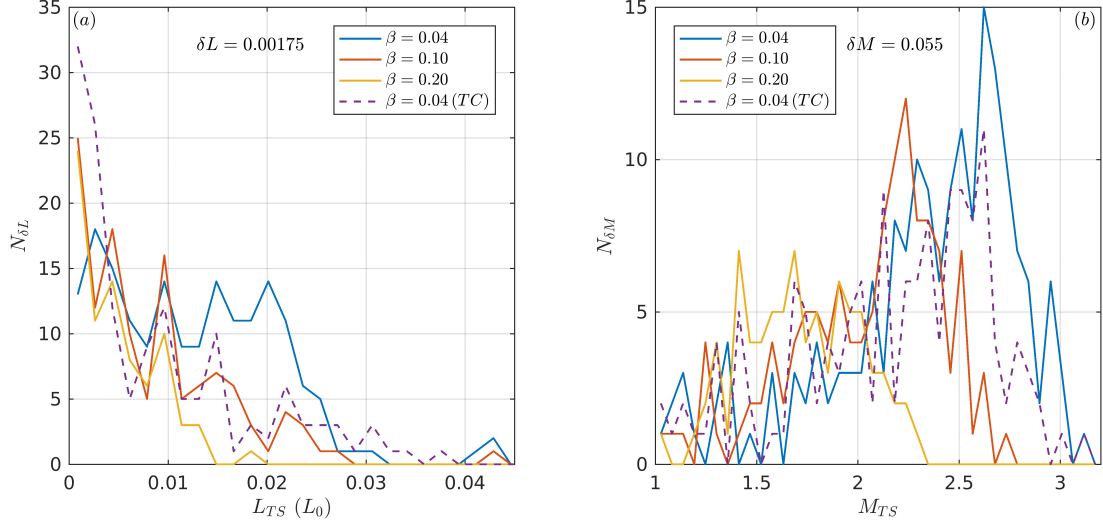 (a)
δL = 0.00175
β = 0.04
β = 0.10
β = 0.20
β = 0.04 (TC)
35
30
25
20
15
10
5
0
N_{δL}
0 0.01 0.02 0.03 0.04
L_{TS} (L_0)
(b)
δM = 0.055
β = 0.04
β = 0.10
β = 0.20
β = 0.04 (TC)
15
10
5
0
N_{δM}
1 1.5 2 2.5 3
M_{TS}